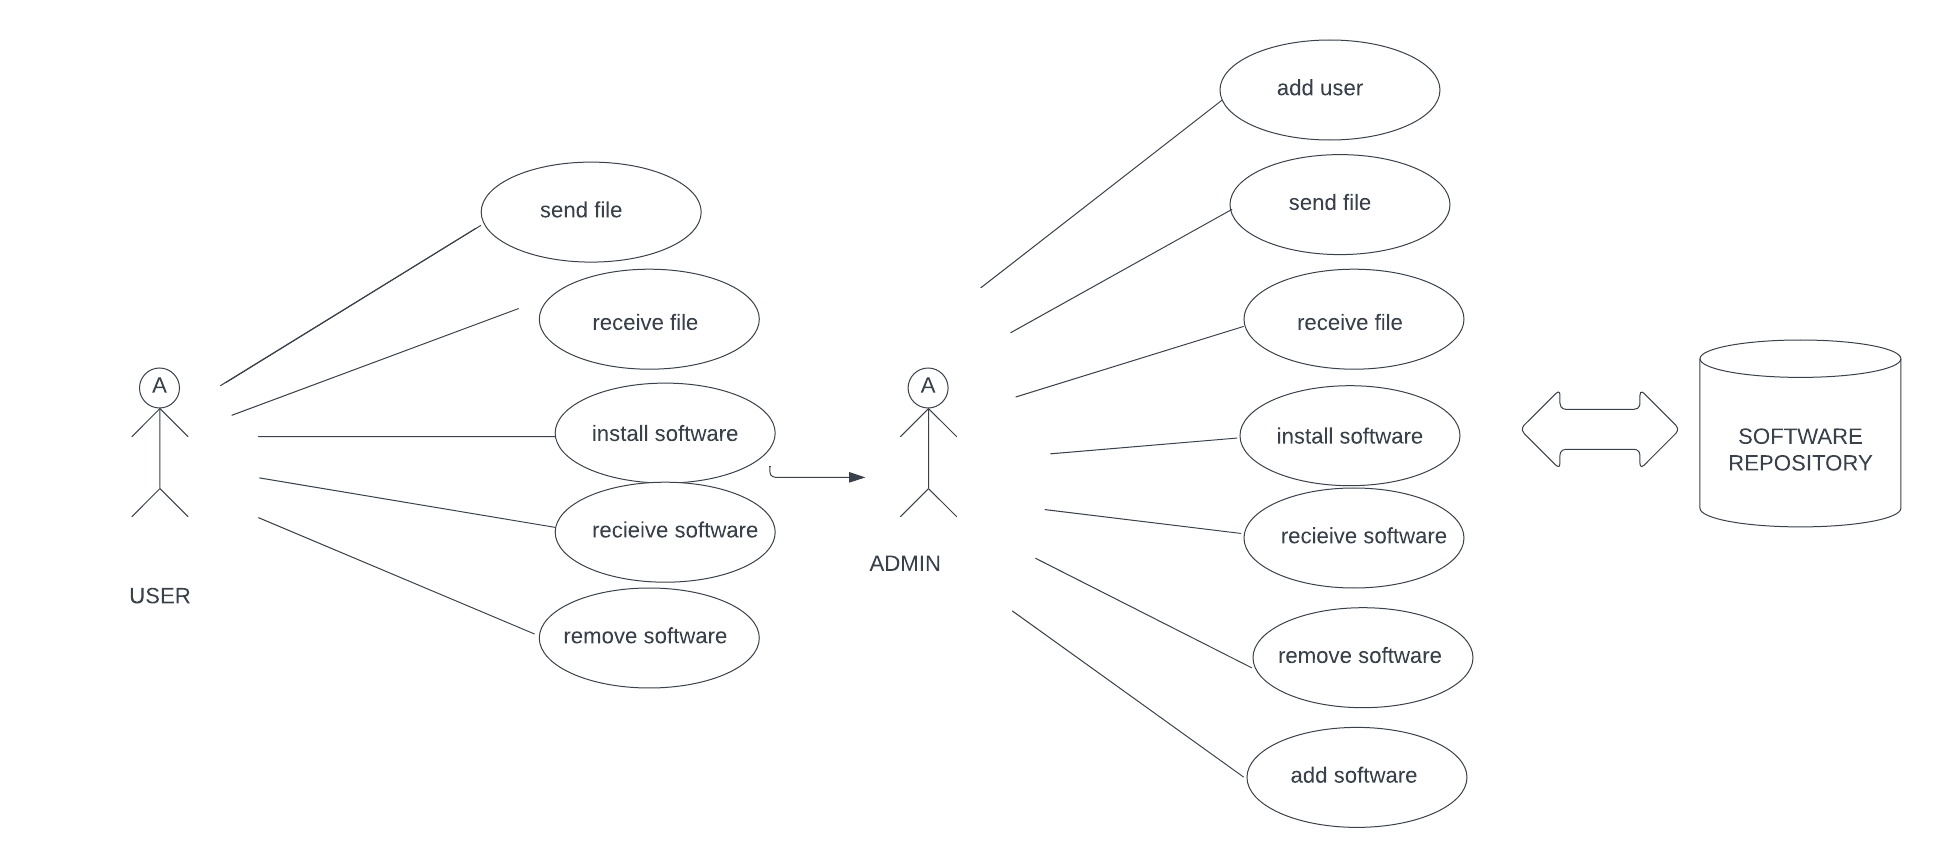 send file
receive file
A
install software
recieive software
remove software
USER
A
ADMIN
add user
send file
receive file
install software
recieive software
remove software
add software
SOFTWARE
REPOSITORY